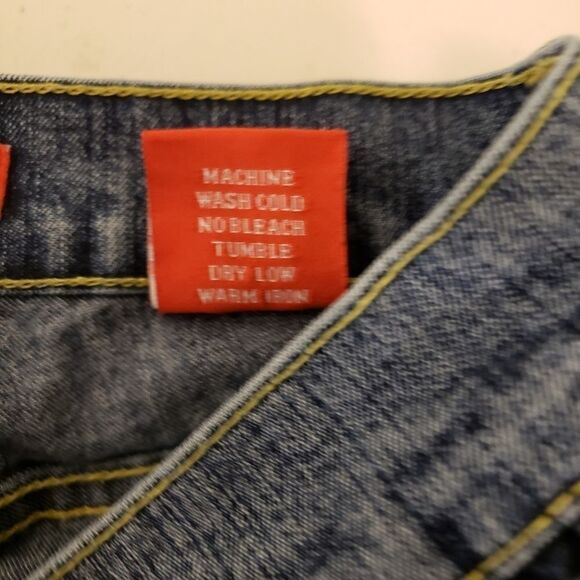 MACHINE
WASH COLD
NO BLEACH
TUMBLE
DRY LOW
WARM IRON